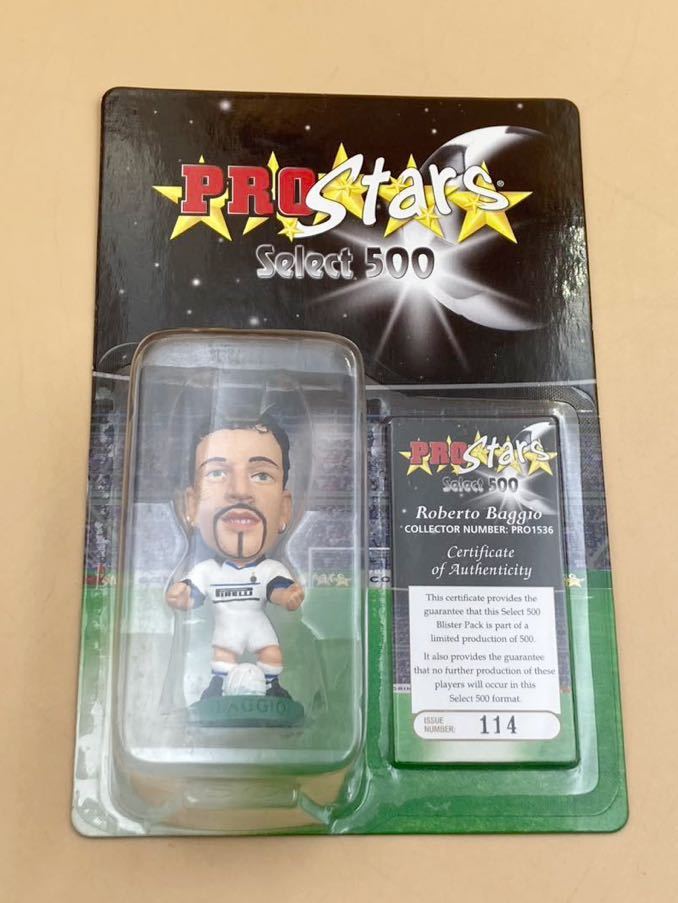 PROStars
Select 500
PIRELLI
BAGGIO
PROStars
Select 500
Roberto Baggio
COLLECTOR NUMBER: PRO1536
Certificate
of Authenticity
This certificate provides the
guarantee that this Select 500
Blister Pack is part of a
limited production of 500.
It also provides the guarantee
that no further production of these
players will occur in this
Select 500 format.
ISSUE
NUMBER: 114